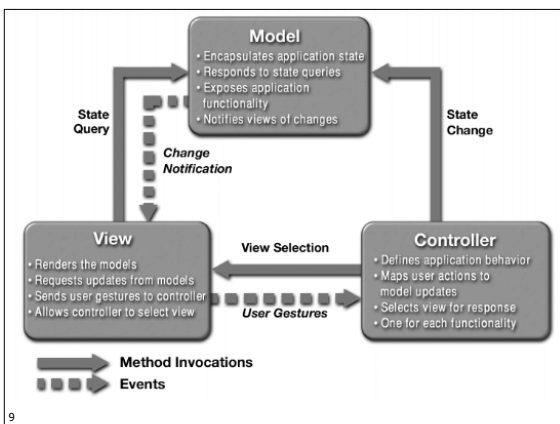 Model
• Encapsulates application state
• Responds to state queries
• Exposes application
functionality
• Notifies views of changes
State
Query
Change
Notification
State
Change
View
• Renders the models
• Requests updates from models
• Sends user gestures to controller
• Allows controller to select view
View Selection
User Gestures
Controller
• Defines application behavior
• Maps user actions to
model updates
• Selects view for response
• One for each functionality
Method Invocations
Events
9